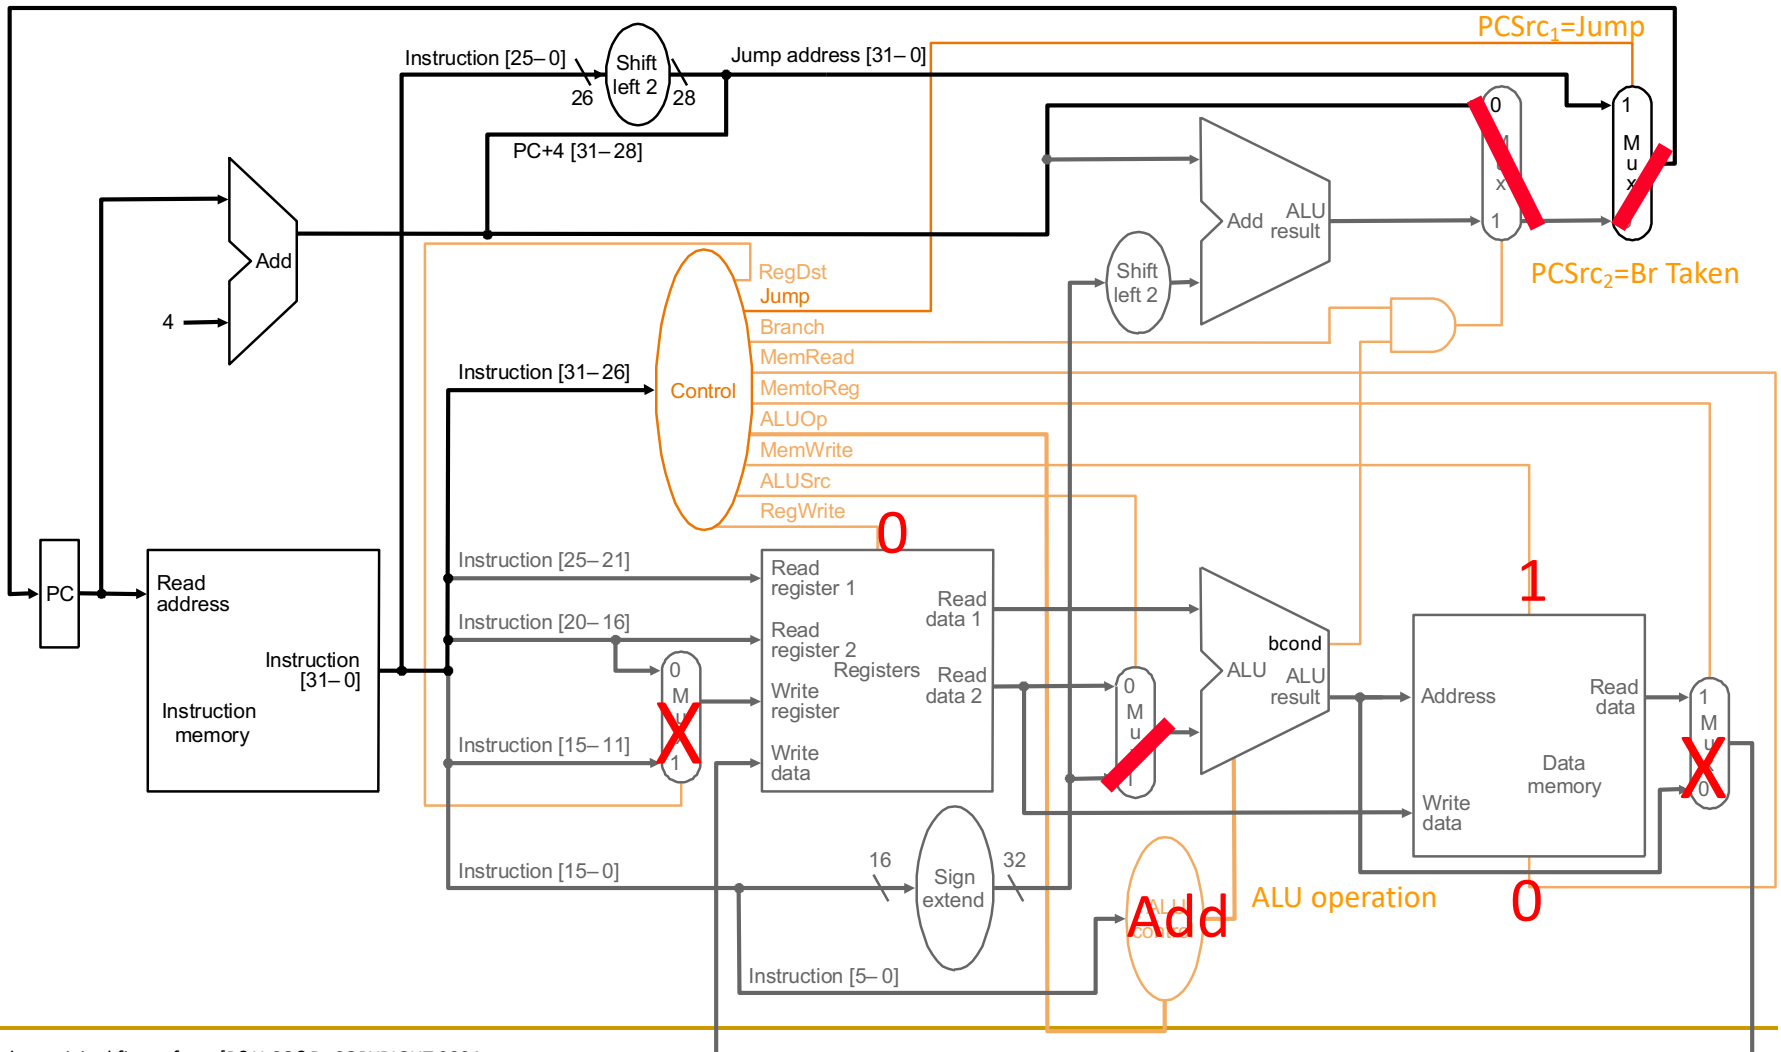 PCSrc1=Jump
Instruction [25–0]
Shift
left 2
Jump address [31–0]
26
28
0
M
u
x
1
1
M
u
x
PC+4 [31–28]
Add
4
Add
ALU
result
Shift
left 2
PCSrc2=Br Taken
RegDst
Jump
Branch
MemRead
MemtoReg
ALUOp
MemWrite
ALUSrc
RegWrite
Instruction [31–26]
Control
0
1
PC
Read
address
Instruction
[31–0]
Instruction
memory
Instruction [25–21]
Instruction [20–16]
Instruction [15–11]
0
M
u
X
1
Read
register 1
Read
register 2
Registers
Write
register
Write
data
Read
data 1
Read
data 2
0
M
u
bcond
ALU
ALU
result
Address
Read
data
Data
memory
Write
data
1
M
u
X
0
Instruction [15–0]
16
Sign
extend
32
Add
ALU operation
0
Instruction [5–0]